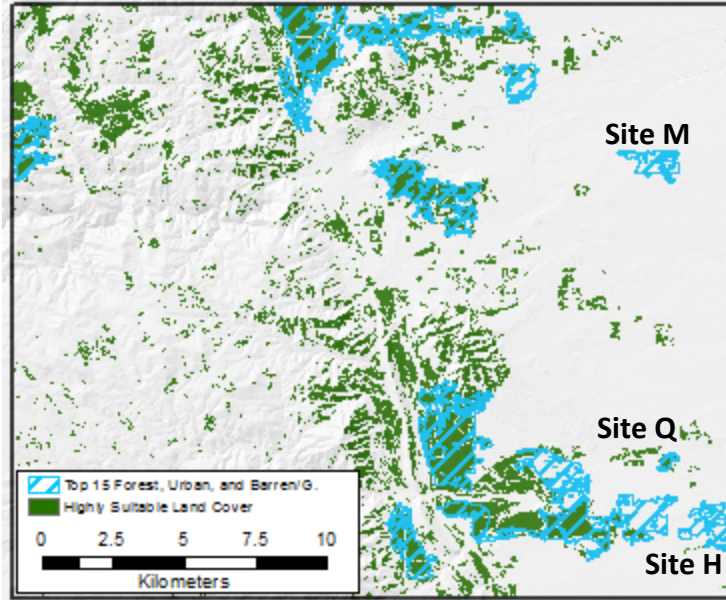 Site M
Site Q
Top 15 Forest, Urban, and Barren/G.
Highly Suitable Land Cover
0 2.5 5 7.5 10
Kilometers
Site H